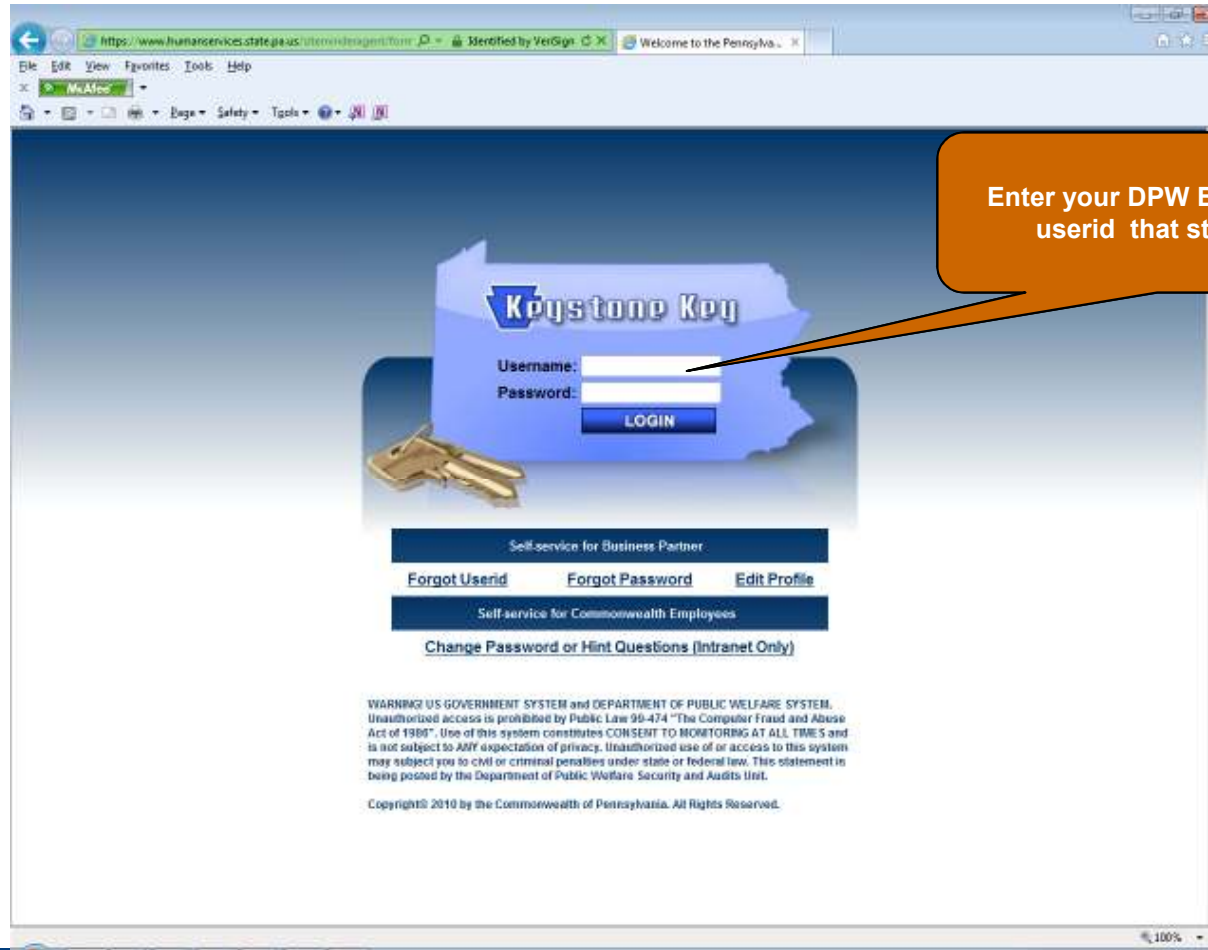 https://www.humanservices.state.pa.us/ Identified by VeriSign Welcome to the Pennsylva...
File Edit View Favorites Tools Help
McAfee
Page Safety Tools
Enter your DPW B
userid that st
Keystone Key
Username:
Password:
LOGIN
Self-service for Business Partner
Forgot Userid Forgot Password Edit Profile
Self-service for Commonwealth Employees
Change Password or Hint Questions (Intranet Only)
WARNING! US GOVERNMENT SYSTEM and DEPARTMENT OF PUBLIC WELFARE SYSTEM.
Unauthorized access is prohibited by Public Law 99-474 "The Computer Fraud and Abuse
Act of 1986". Use of this system constitutes CONSENT TO MONITORING AT ALL TIMES and
is not subject to ANY expectation of privacy. Unauthorized use of or access to this system
may subject you to civil or criminal penalties under state or federal law. This statement is
being posted by the Department of Public Welfare Security and Audits Unit.
Copyright© 2010 by the Commonwealth of Pennsylvania. All Rights Reserved.
100%